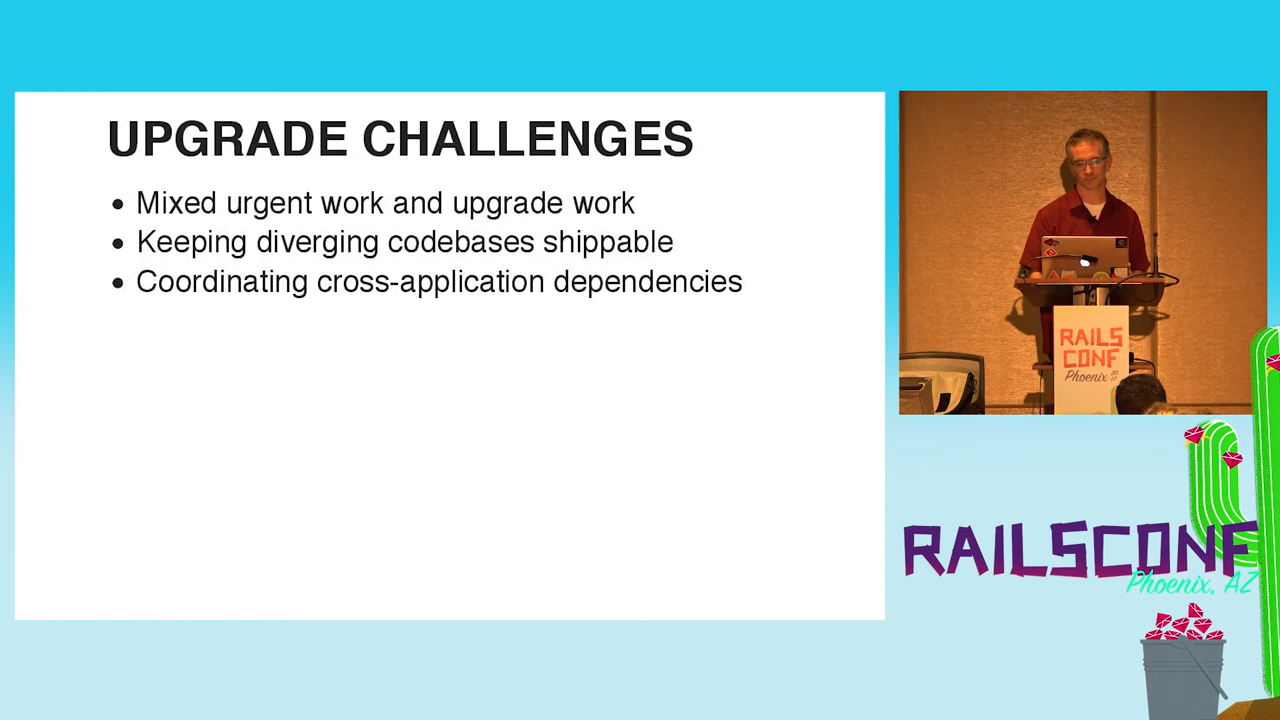 UPGRADE CHALLENGES
• Mixed urgent work and upgrade work
• Keeping diverging codebases shippable
• Coordinating cross-application dependencies
RAILS
CONF
Phoenix 2017
RAILSCONF
Phoenix, AZ